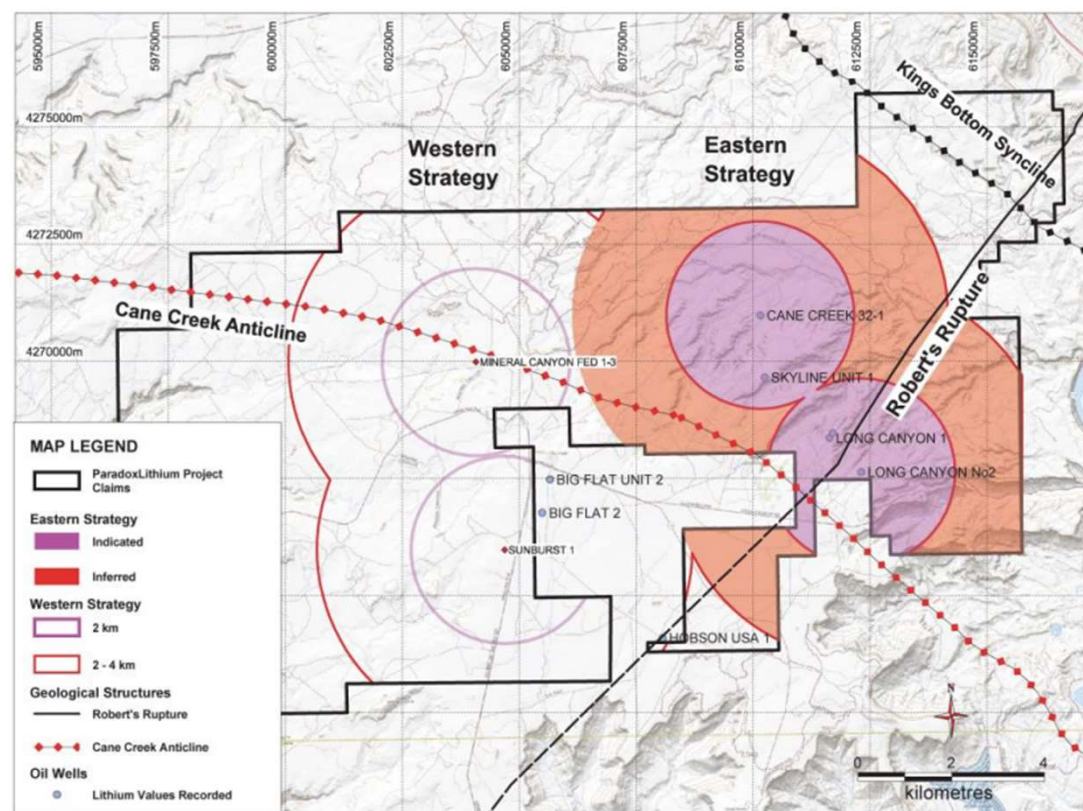 595000m
597500m
600000m
602500m
605000m
607500m
610000m
612500m
615000m
4275000m
4272500m
4270000m
Western
Strategy
Eastern
Strategy
Kings Bottom Syncline
Cane Creek Anticline
Robert's Rupture
CANE CREEK 32-1
MINERAL CANYON FED 1-3
SKYLINE UNIT 1
LONG CANYON 1
LONG CANYON No2
BIG FLAT UNIT 2
BIG FLAT 2
SUNBURST 1
HOBSON USA 1
MAP LEGEND
ParadoxLithium Project
Claims
Eastern Strategy
Indicated
Inferred
Western Strategy
2 km
2 - 4 km
Geological Structures
Robert's Rupture
Cane Creek Anticline
Oil Wells
Lithium Values Recorded
N
0 2 4
kilometres